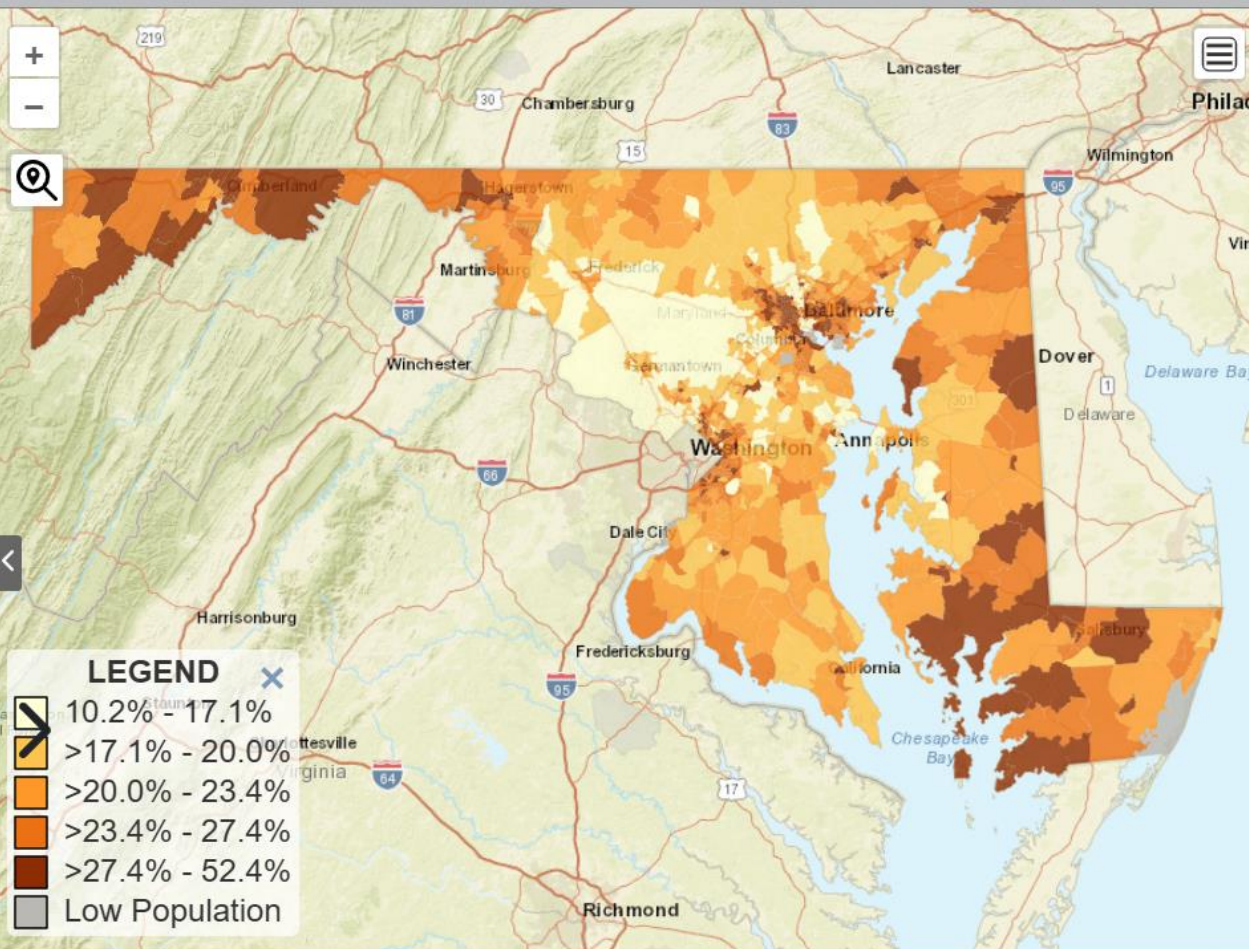 219
Lancaster
30
Chambersburg
Philad
83
15
Wilmington
95
Cumberland
Hagerstown
Vin
Martinsburg
Frederick
Maryland
81
Baltimore
Columbia
Winchester
Germantown
Dover
Delaware Ba
1
301
Delaware
Washington
Annapolis
66
Dale City
Harrisonburg
Salisbury
Fredericksburg
California
95
LEGEND
10.2% - 17.1%
Staunton
>17.1% - 20.0%
Charlottesville
Chesapeake
Bay
>20.0% - 23.4%
Virginia
64
17
>23.4% - 27.4%
>27.4% - 52.4%
Low Population
Richmond